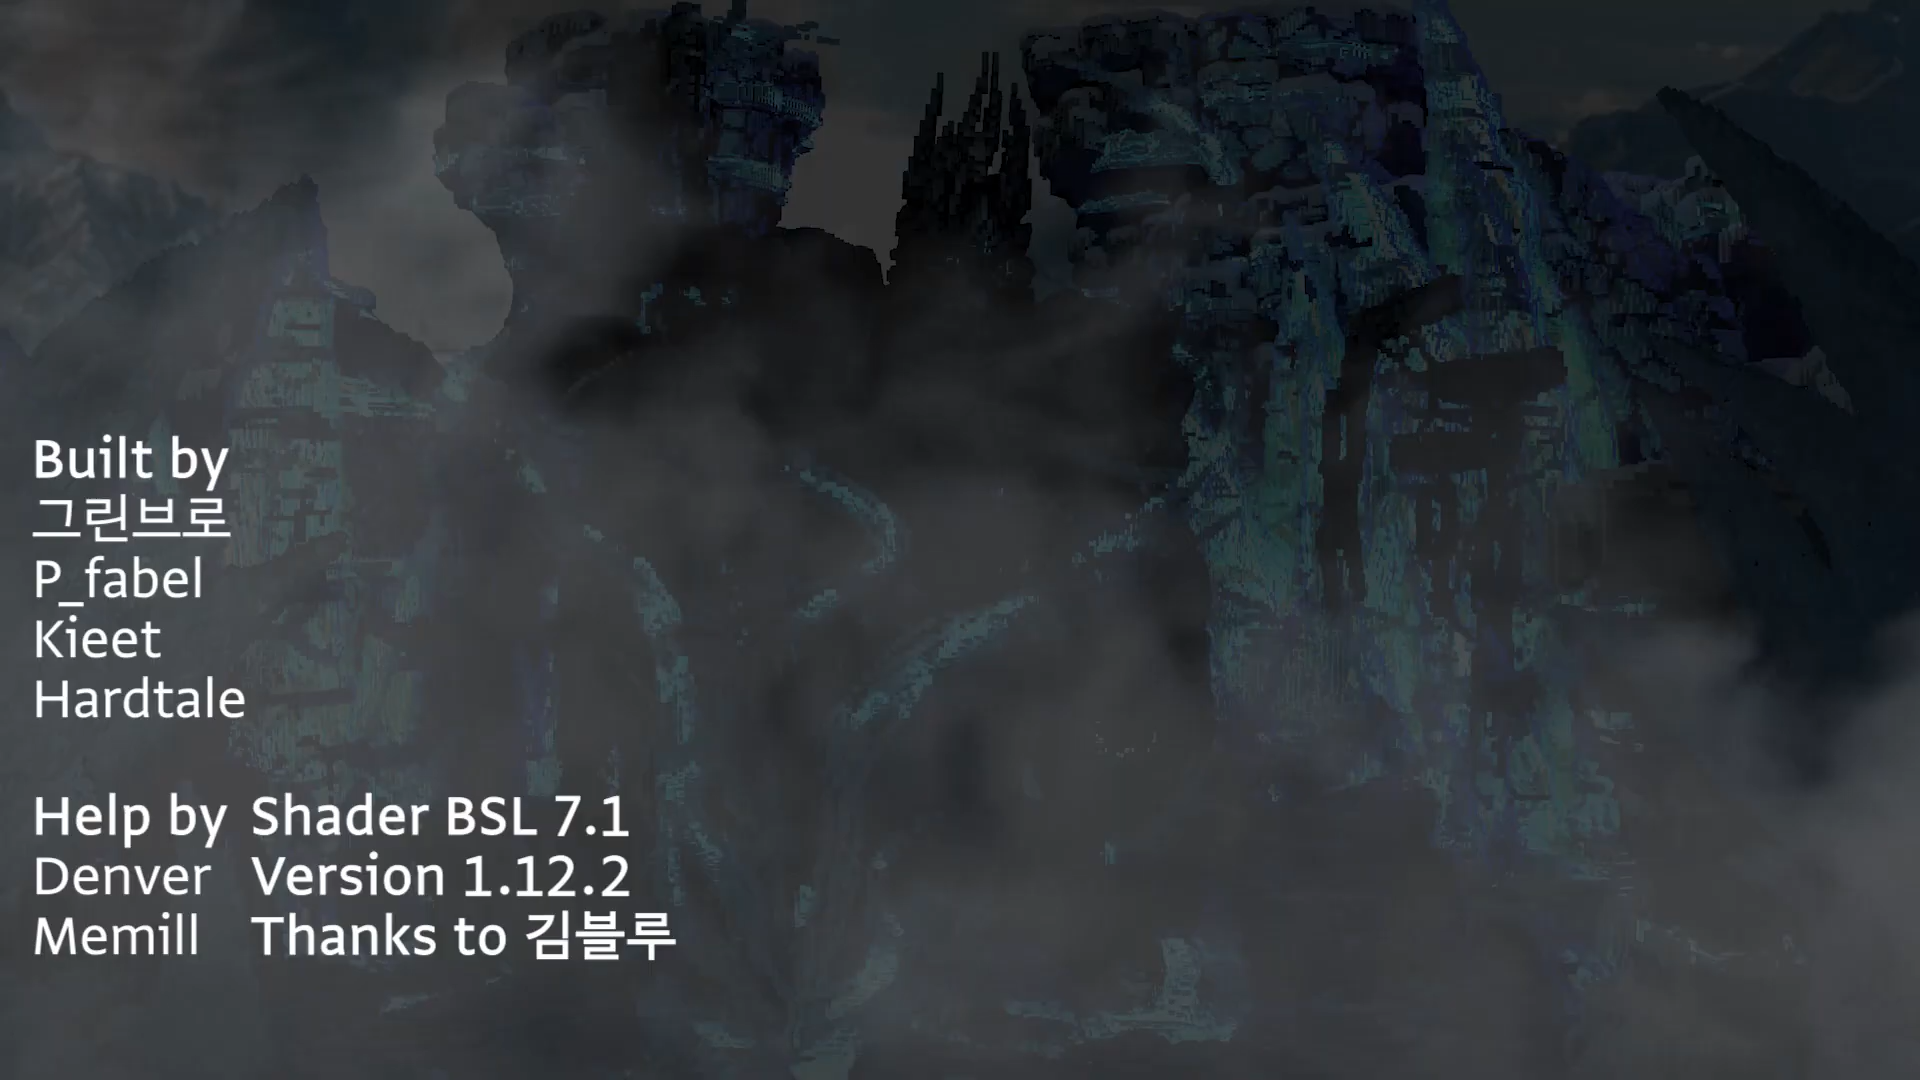 Built by
그린브로
P_fabel
Kieet
Hardtale
Help by
Denver
Memill
Shader BSL 7.1
Version 1.12.2
Thanks to 김블루